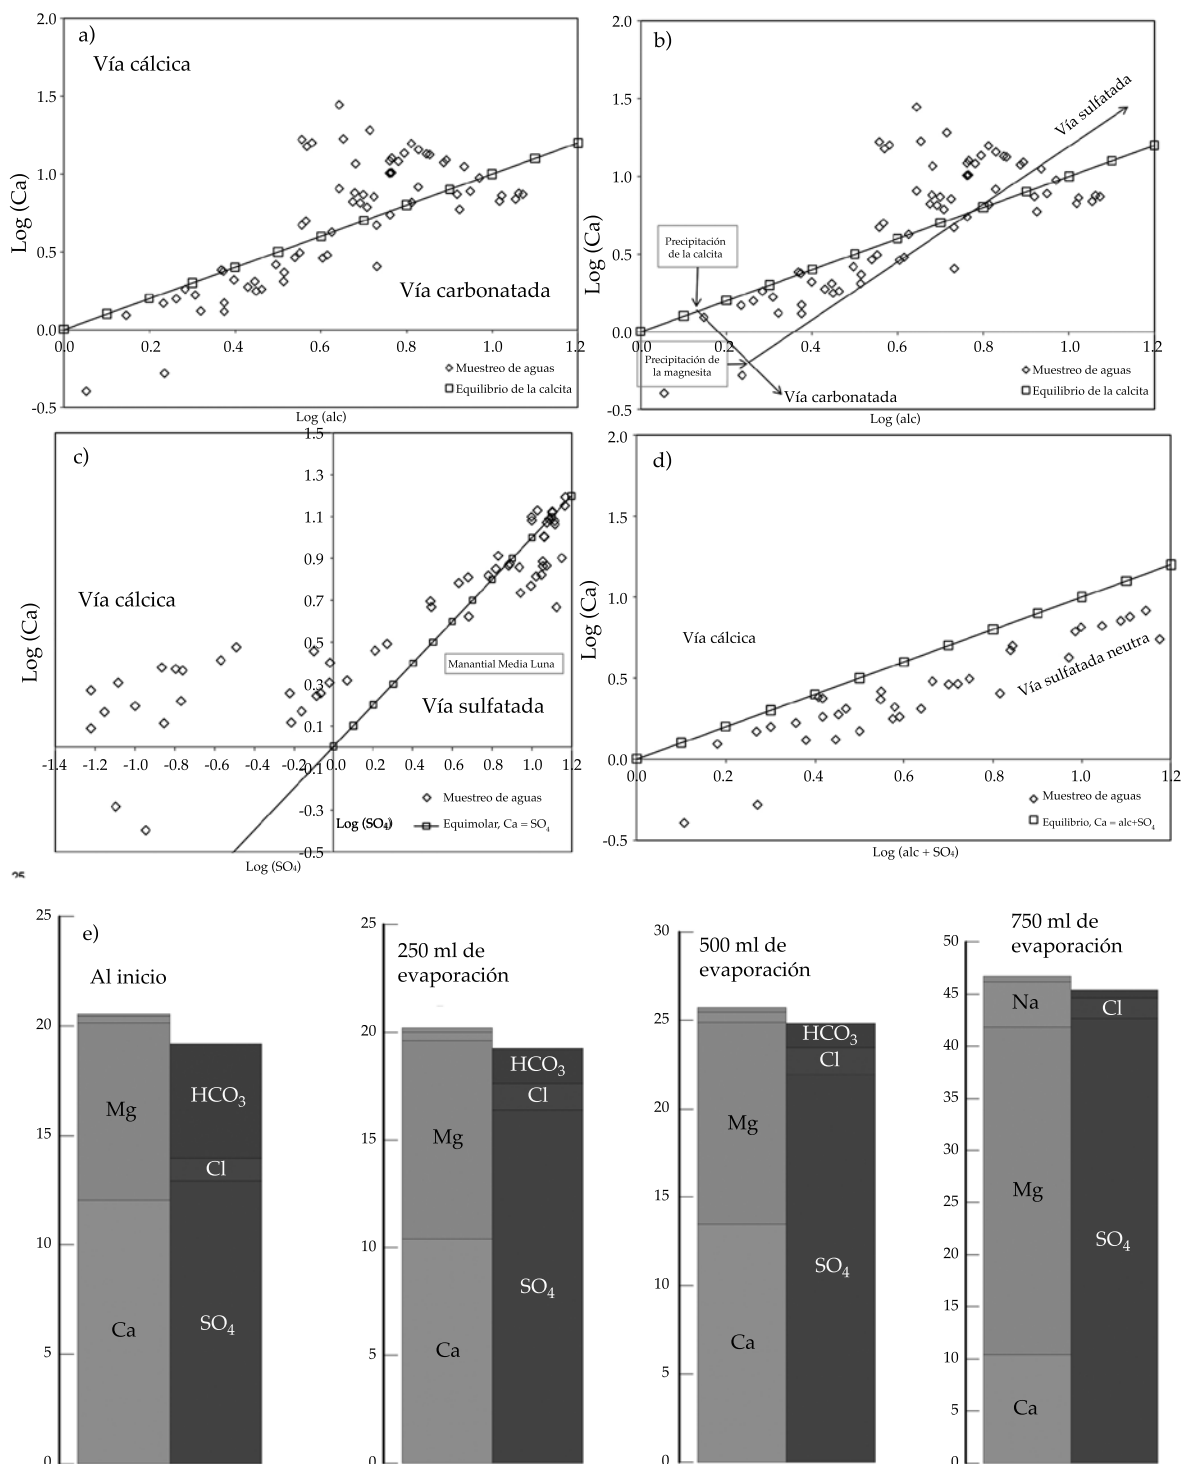 a)
Vía cálcica
Vía carbonatada
Log (Ca)
2.0
1.5
1.0
0.5
0.0
-0.5
0.0 0.2 0.4 0.6 0.8 1.0 1.2
Muestreo de aguas
Equilibrio de la calcita
Log (alc)
b)
Vía sulfatada
Log (Ca)
2.0
1.5
1.0
0.5
0.0
-0.5
Precipitación
de la calcita
0.0 0.2 0.4 0.6 0.8 1.0 1.2
Precipitación de
la magnesita
Vía carbonatada
Muestreo de aguas
Equilibrio de la calcita
Log (alc)
c)
Vía cálcica
Log (Ca)
1.5
1.3
1.1
0.9
0.7
0.5
0.3
0.1
-0.1
-0.3
-0.5
Manantial Media Luna
Vía sulfatada
-1.4 -1.2 -1.0 -0.8 -0.6 -0.4 -0.2 0.0 0.2 0.4 0.6 0.8 1.0 1.2
Muestreo de aguas
Log (SO₄)
Equimolar, Ca = SO₄
Log (SO₄)
d)
Vía cálcica
Vía sulfatada neutra
Log (Ca)
2.0
1.5
1.0
0.5
0.0
-0.5
0.0 0.2 0.4 0.6 0.8 1.0 1.2
Muestreo de aguas
Equilibrio, Ca = alc+SO₄
Log (alc + SO₄)
e)
Al inicio
25
20
15
10
5
0
Mg
Ca
HCO₃
Cl
SO₄
250 ml de
evaporación
25
20
15
10
5
0
Mg
Ca
HCO₃
Cl
SO₄
500 ml de
evaporación
30
25
20
15
10
5
0
Mg
Ca
HCO₃
Cl
SO₄
750 ml de
evaporación
50
45
40
35
30
25
20
15
10
5
0
Na
Mg
Ca
Cl
SO₄